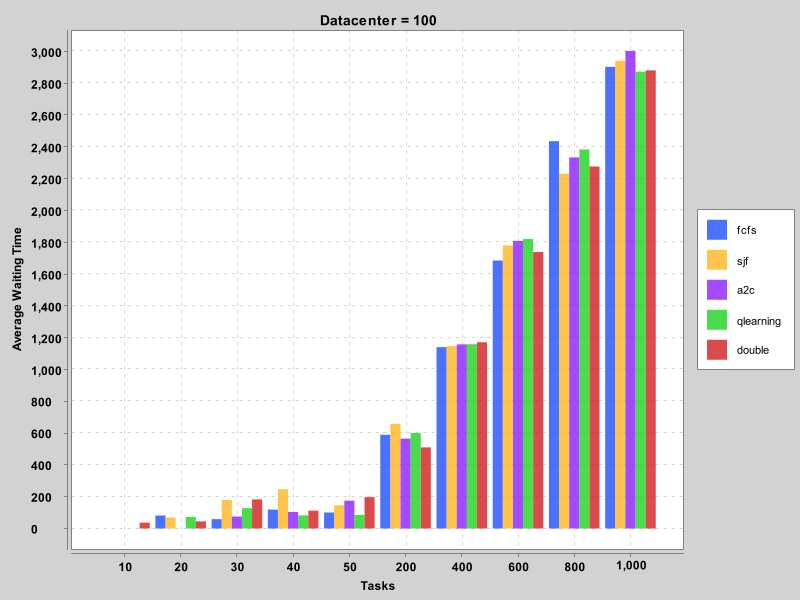 Datacenter = 100
3,000
2,800
2,600
2,400
2,200
2,000
1,800
1,600
1,400
1,200
1,000
800
600
400
200
0
Average Waiting Time
10 20 30 40 50 200 400 600 800 1,000
Tasks
fcfs
sjf
a2c
qlearning
double